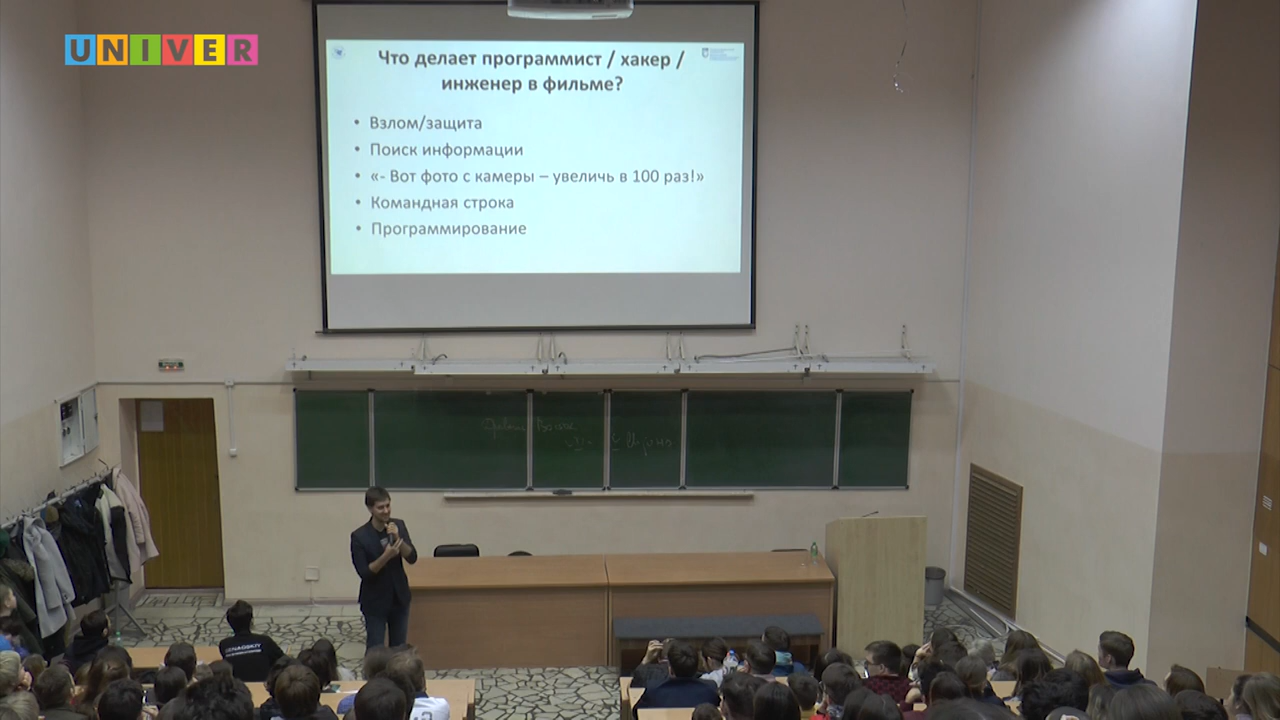 UNIVER
Что делает программист / хакер /
инженер в фильме?
• Взлом/защита
• Поиск информации
• «- Вот фото с камеры – увеличь в 100 раз!»
• Командная строка
• Программирование